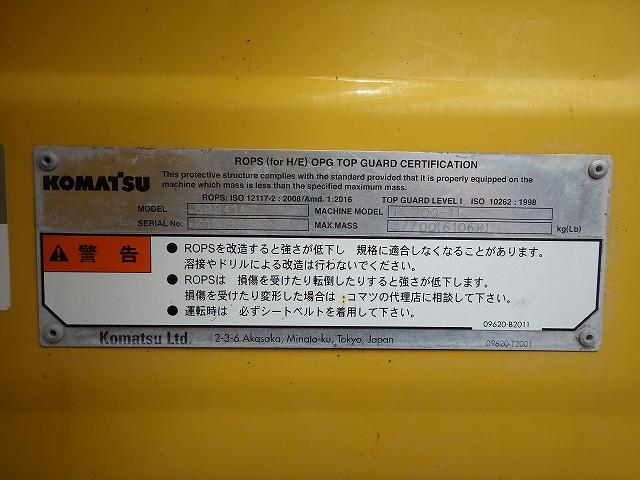 ROPS (for H/E) OPG TOP GUARD CERTIFICATION
KOMATSU
This protective structure complies with the standard provided that it is properly equipped on the
machine which mass is less than the specified maximum mass.
ROPS: ISO 12117-2 : 2008/Amd. 1:2016 TOP GUARD LEVEL I ISO 10262 : 1998
MODEL MACHINE MODEL
SERIAL No. MAX.MASS 27700(61068) kg(Lb)
警告
● ROPSを改造すると強さが低下し 規格に適合しなくなることがあります。
溶接やドリルによる改造は行わないでください。
● ROPSは 損傷を受けたり転倒したりすると強さが低下します。
損傷を受けたり変形した場合は コマツの代理店に相談して下さい。
● 運転時は 必ずシートベルトを着用して下さい。
09620-B2011
Komatsu Ltd. 2-3-6 Akasaka, Minato-ku, Tokyo, Japan
09620-T2001